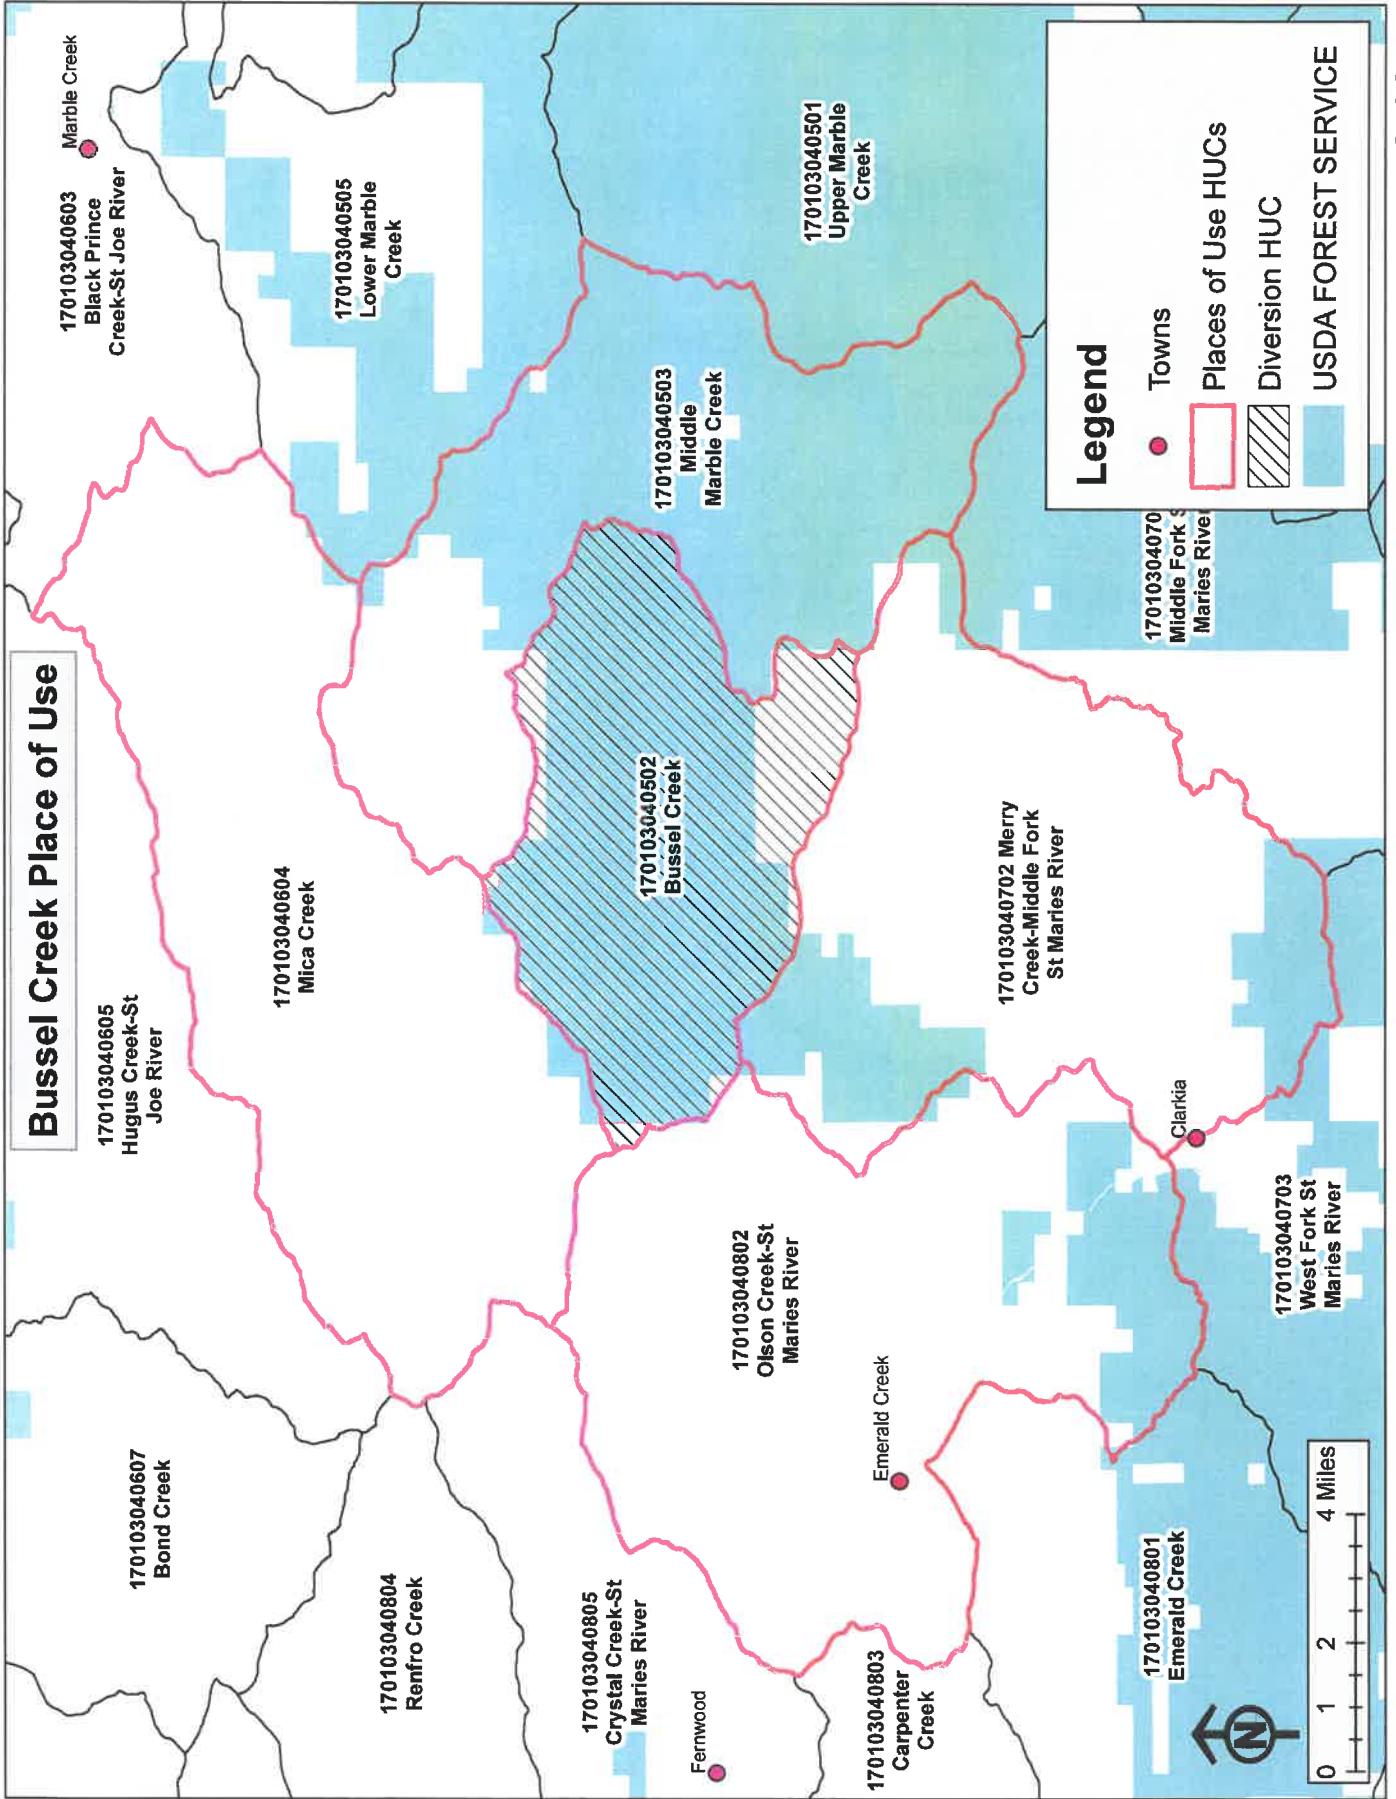 Bussel Creek Place of Use
170103040607
Bond Creek
170103040605
Hugus Creek-St
Joe River
170103040603
Black Prince
Creek-St Joe River
Marble Creek
170103040604
Mica Creek
170103040505
Lower Marble
Creek
170103040804
Renfro Creek
170103040805
Crystal Creek-St
Maries River
Fernwood
170103040802
Olson Creek-St
Maries River
170103040502
Bussel Creek
170103040503
Middle
Marble Creek
170103040501
Upper Marble
Creek
170103040803
Carpenter
Creek
Emerald Creek
170103040702 Merry
Creek-Middle Fork
St Maries River
170103040801
Emerald Creek
Clarkia
170103040703
West Fork St
Maries River
17010304070
Middle Fork S
Maries River
Legend
Towns
Places of Use HUCs
Diversion HUC
USDA FOREST SERVICE
N
0 1 2 4 Miles